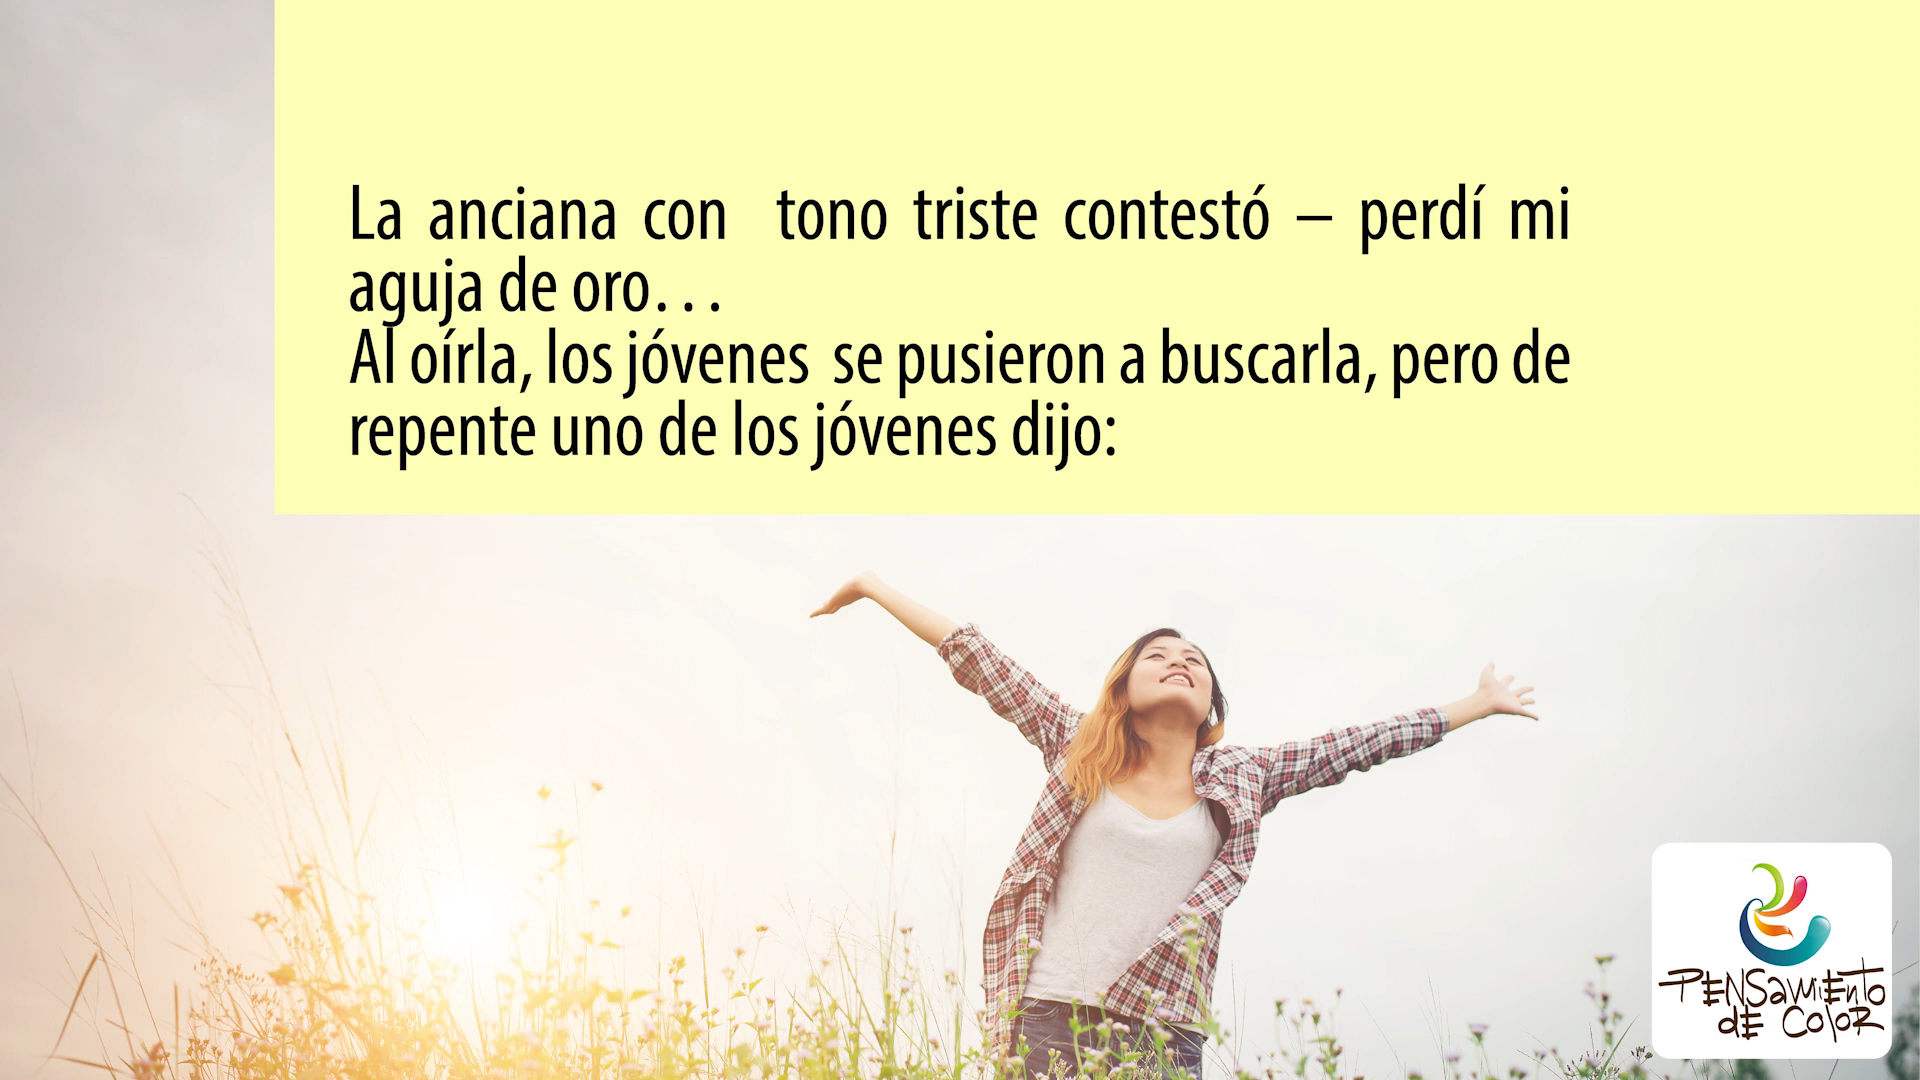 La anciana con  tono triste contestó – perdí mi
aguja de oro…
Al oírla, los jóvenes  se pusieron a buscarla, pero de
repente uno de los jóvenes dijo:
PENSAMIENTO
DE COLOR